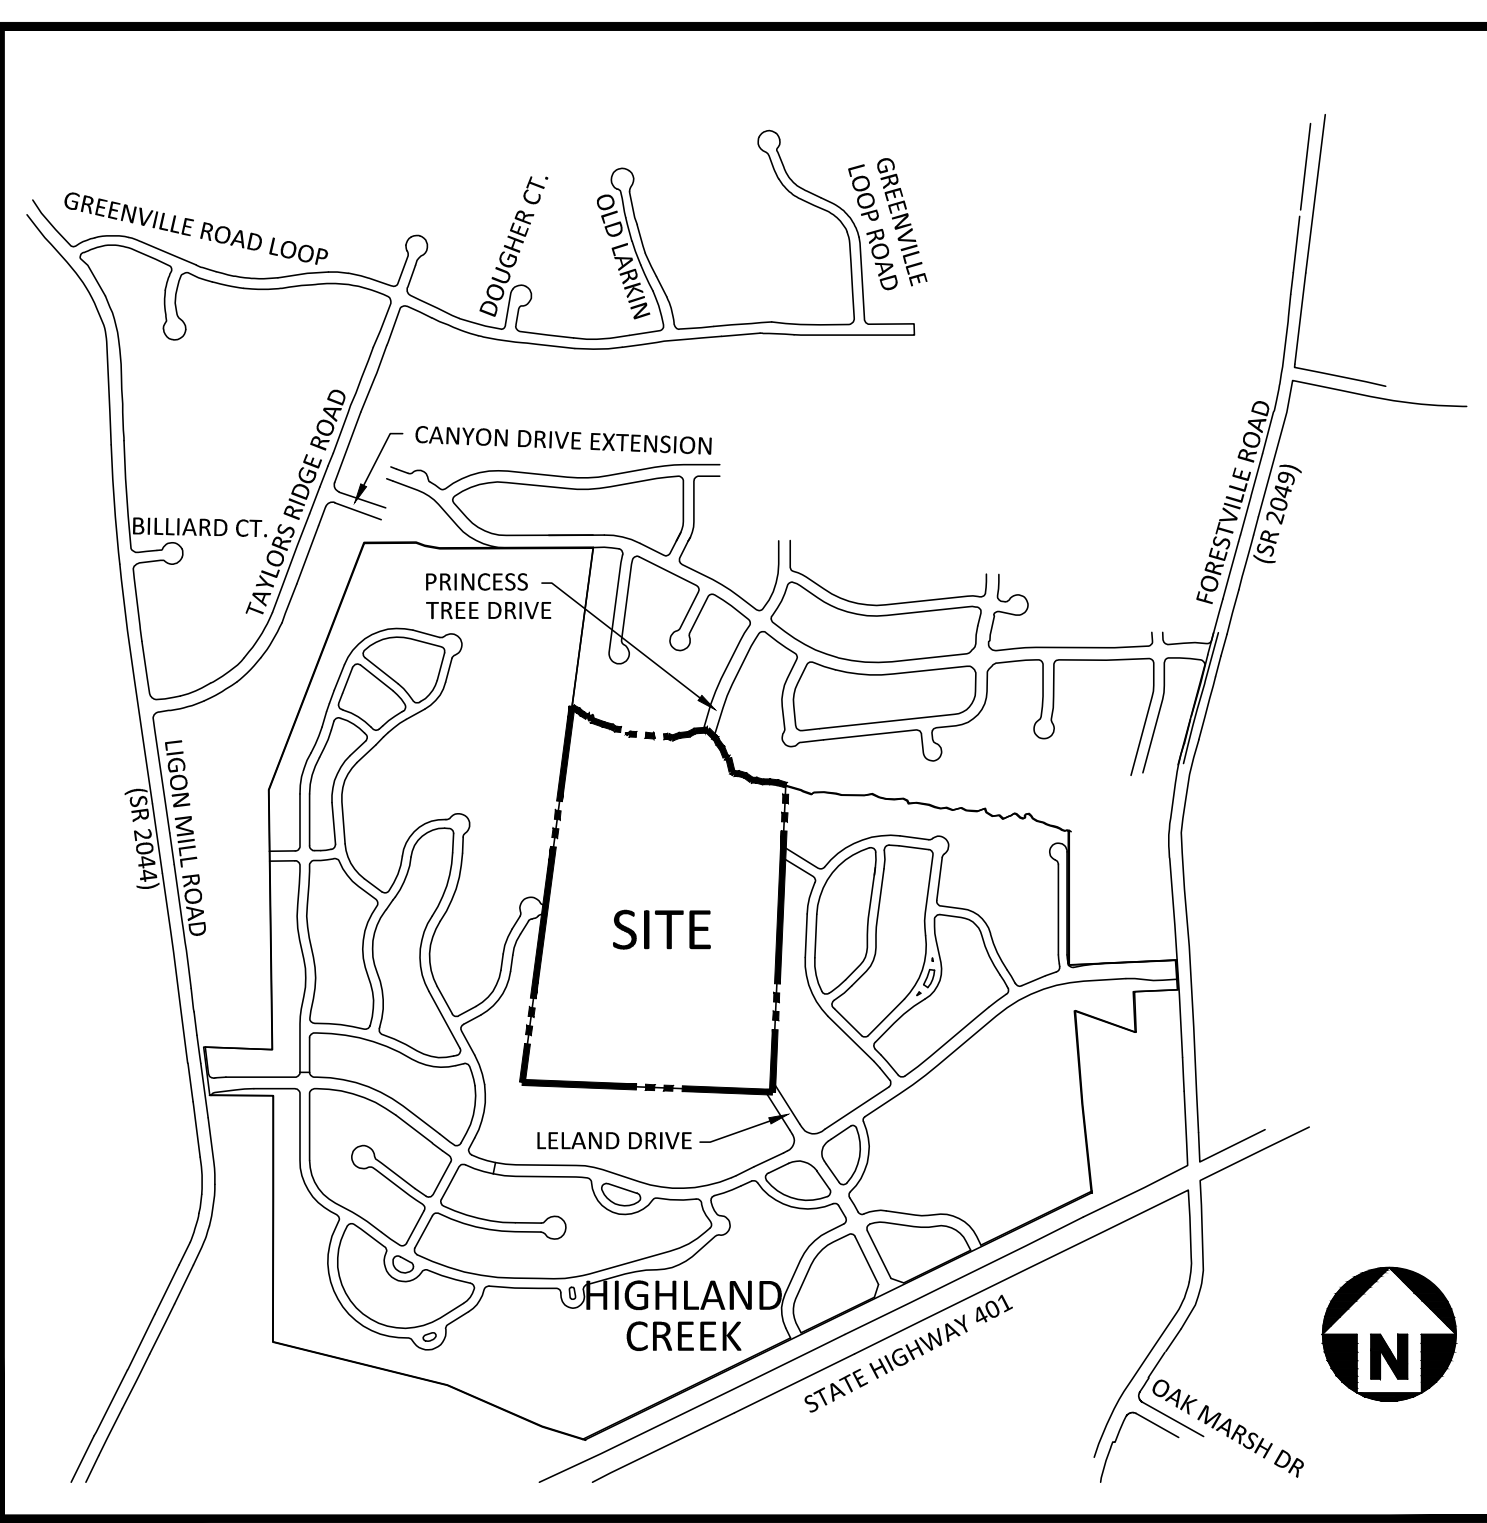 GREENVILLE ROAD LOOP
DOUGHER CT.
OLD LARKIN
GREENVILLE
LOOP ROAD
TAYLORS RIDGE ROAD
CANYON DRIVE EXTENSION
BILLIARD CT.
FORESTVILLE ROAD
(SR 2049)
PRINCESS
TREE DRIVE
LIGON MILL ROAD
(SR 2044)
SITE
LELAND DRIVE
HIGHLAND
CREEK
STATE HIGHWAY 401
N
OAK MARSH DR